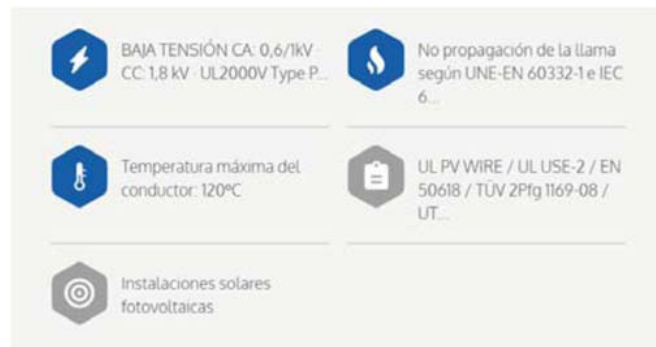 BAJA TENSIÓN CA: 0,6/1kV ·
CC: 1,8 kV · UL2000V Type P...
No propagación de la llama
según UNE-EN 60332-1 e IEC
6...
Temperatura máxima del
conductor: 120ºC
UL PV WIRE / UL USE-2 / EN
50618 / TÜV 2Pfg 1169-08 /
UT...
Instalaciones solares
fotovoltaicas